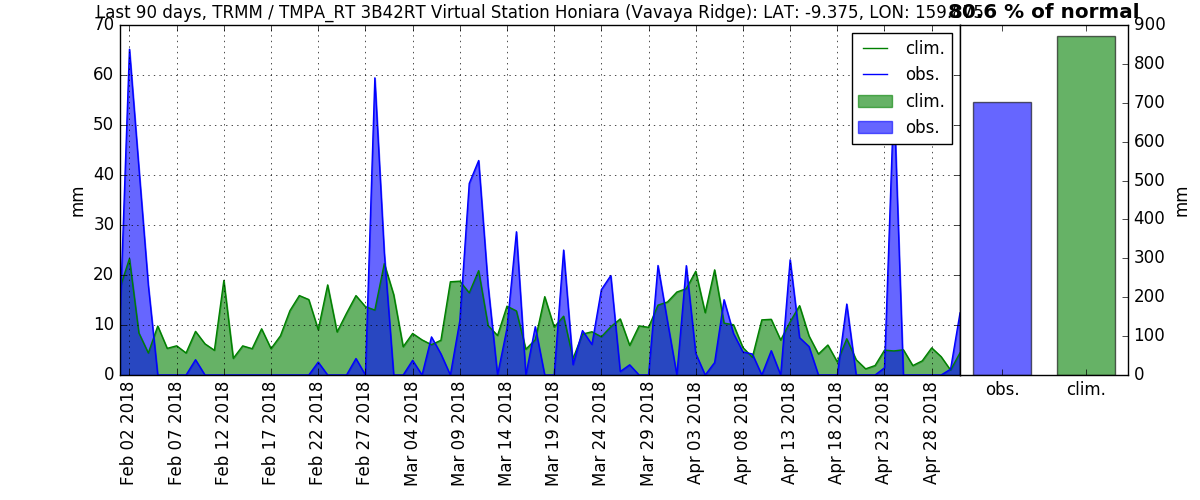 Last 90 days, TRMM / TMPA_RT 3B42RT Virtual Station Honiara (Vavaya Ridge): LAT: -9.375, LON: 159.875
80.6 % of normal
70
60
50
40
30
20
10
0
mm
clim.
obs.
clim.
obs.
Feb 02 2018
Feb 07 2018
Feb 12 2018
Feb 17 2018
Feb 22 2018
Feb 27 2018
Mar 04 2018
Mar 09 2018
Mar 14 2018
Mar 19 2018
Mar 24 2018
Mar 29 2018
Apr 03 2018
Apr 08 2018
Apr 13 2018
Apr 18 2018
Apr 23 2018
Apr 28 2018
900
800
700
600
500
400
300
200
100
0
mm
obs.
clim.